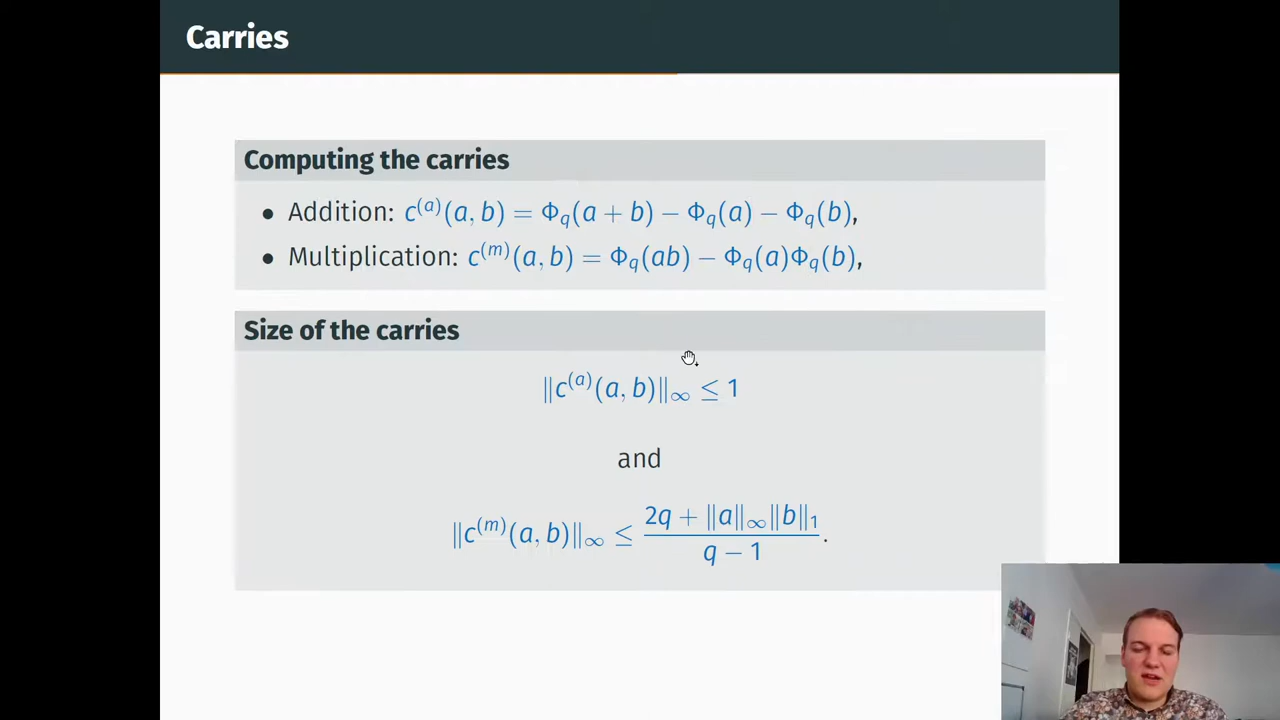 Carries
Computing the carries
• Addition: c⁽ᵃ⁾(a, b) = Φ_q(a + b) − Φ_q(a) − Φ_q(b),
• Multiplication: c⁽ᵐ⁾(a, b) = Φ_q(ab) − Φ_q(a)Φ_q(b),
Size of the carries
‖c⁽ᵃ⁾(a, b)‖_∞ ≤ 1
and
‖c⁽ᵐ⁾(a, b)‖_∞ ≤ (2q + ‖a‖_∞‖b‖₁)/(q − 1).